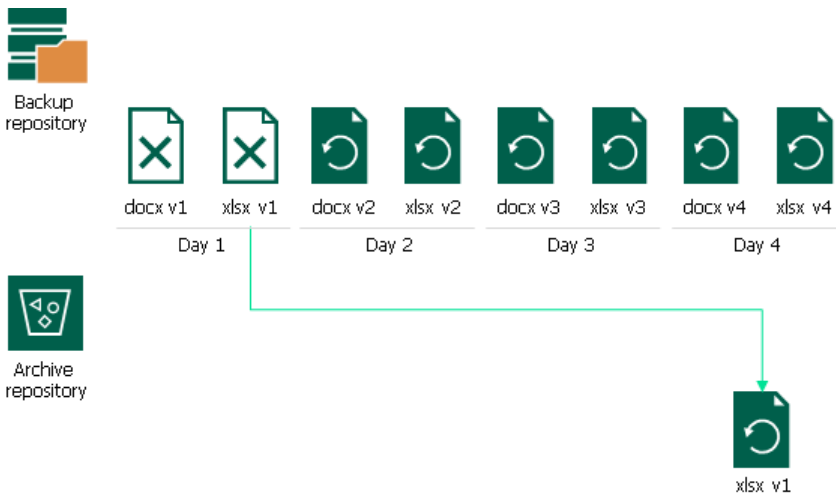 Backup
repository
docx v1
xlsx v1
docx v2
xlsx v2
docx v3
xlsx v3
docx v4
xlsx v4
Day 1
Day 2
Day 3
Day 4
Archive
repository
xlsx v1